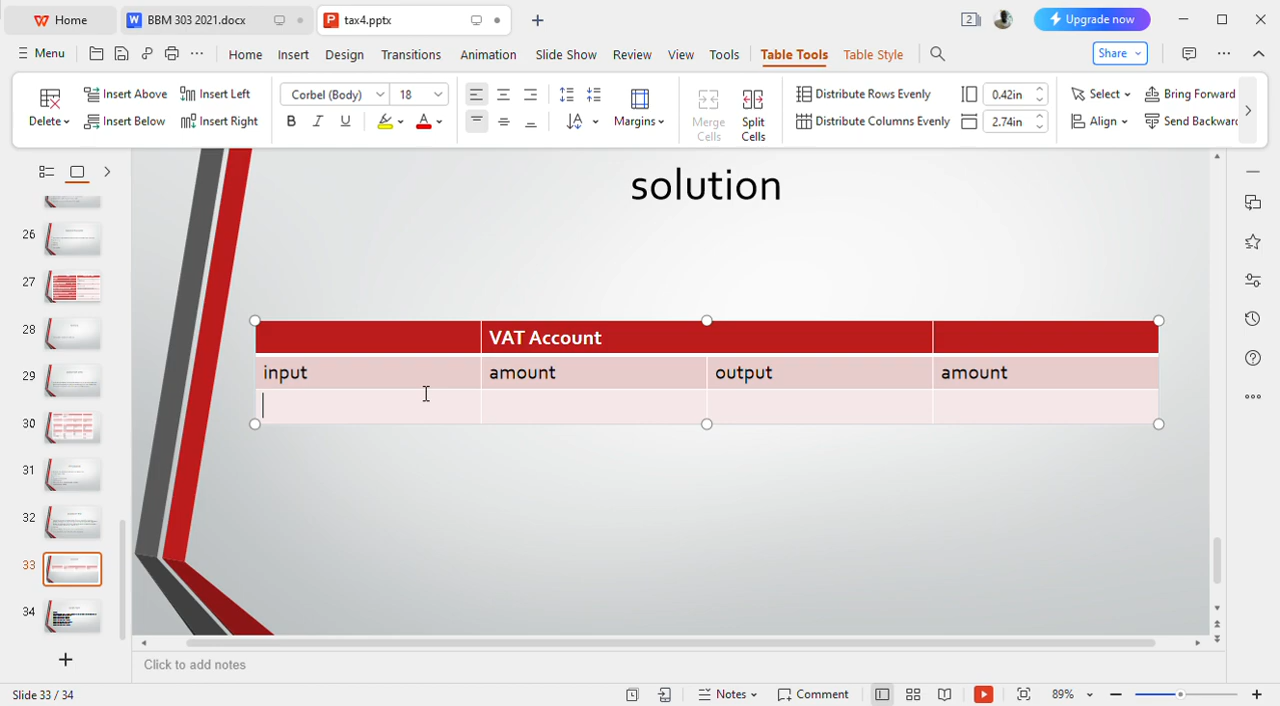 Home
BBM 303 2021.docx
tax4.pptx
Upgrade now
Menu
Home Insert Design Transitions Animation Slide Show Review View Tools Table Tools Table Style
Share
Delete
Insert Above
Insert Below
Insert Left
Insert Right
Corbel (Body)
18
B I U
A
Margins
Merge Cells
Split Cells
Distribute Rows Evenly
Distribute Columns Evenly
0.42in
2.74in
Select
Align
Bring Forward
Send Backward
26
27
28
29
30
31
32
33
34
solution
VAT Account
input amount output amount
Click to add notes
Slide 33 / 34
Notes
Comment
89%